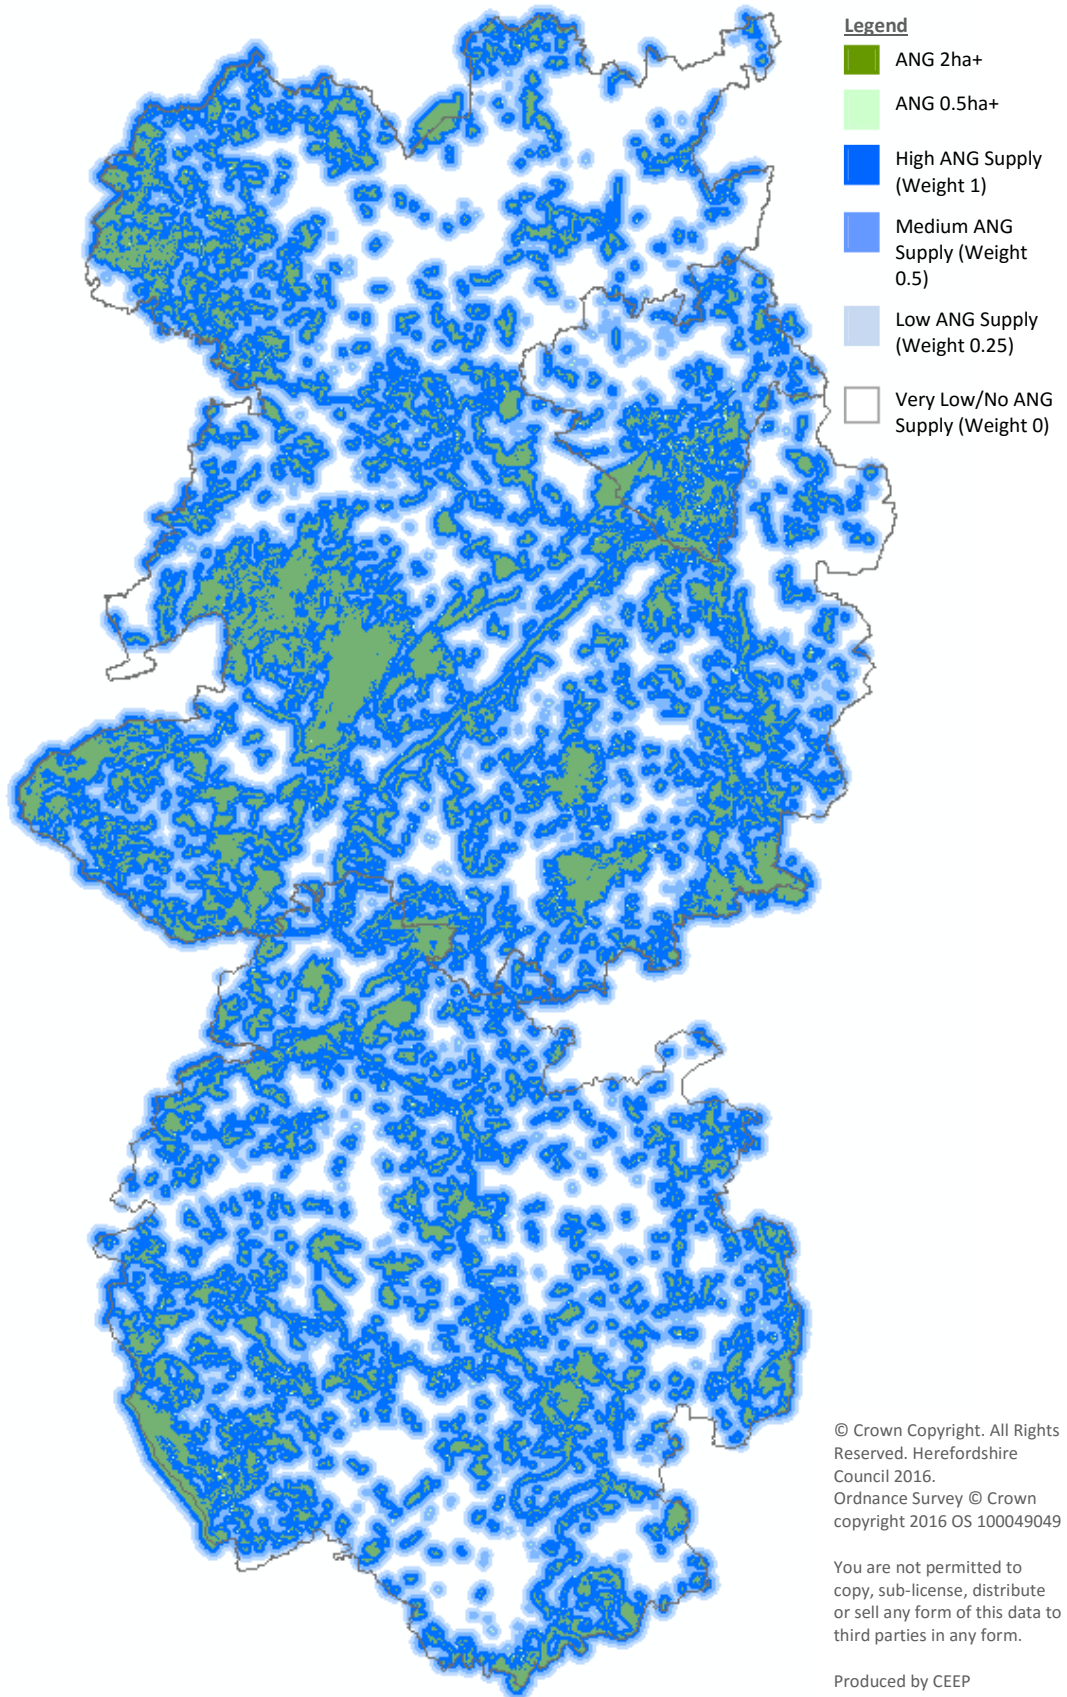 Legend
ANG 2ha+
ANG 0.5ha+
High ANG Supply
(Weight 1)
Medium ANG
Supply (Weight
0.5)
Low ANG Supply
(Weight 0.25)
Very Low/No ANG
Supply (Weight 0)
© Crown Copyright. All Rights
Reserved. Herefordshire
Council 2016.
Ordnance Survey © Crown
copyright 2016 OS 100049049
You are not permitted to
copy, sub-license, distribute
or sell any form of this data to
third parties in any form.
Produced by CEEP